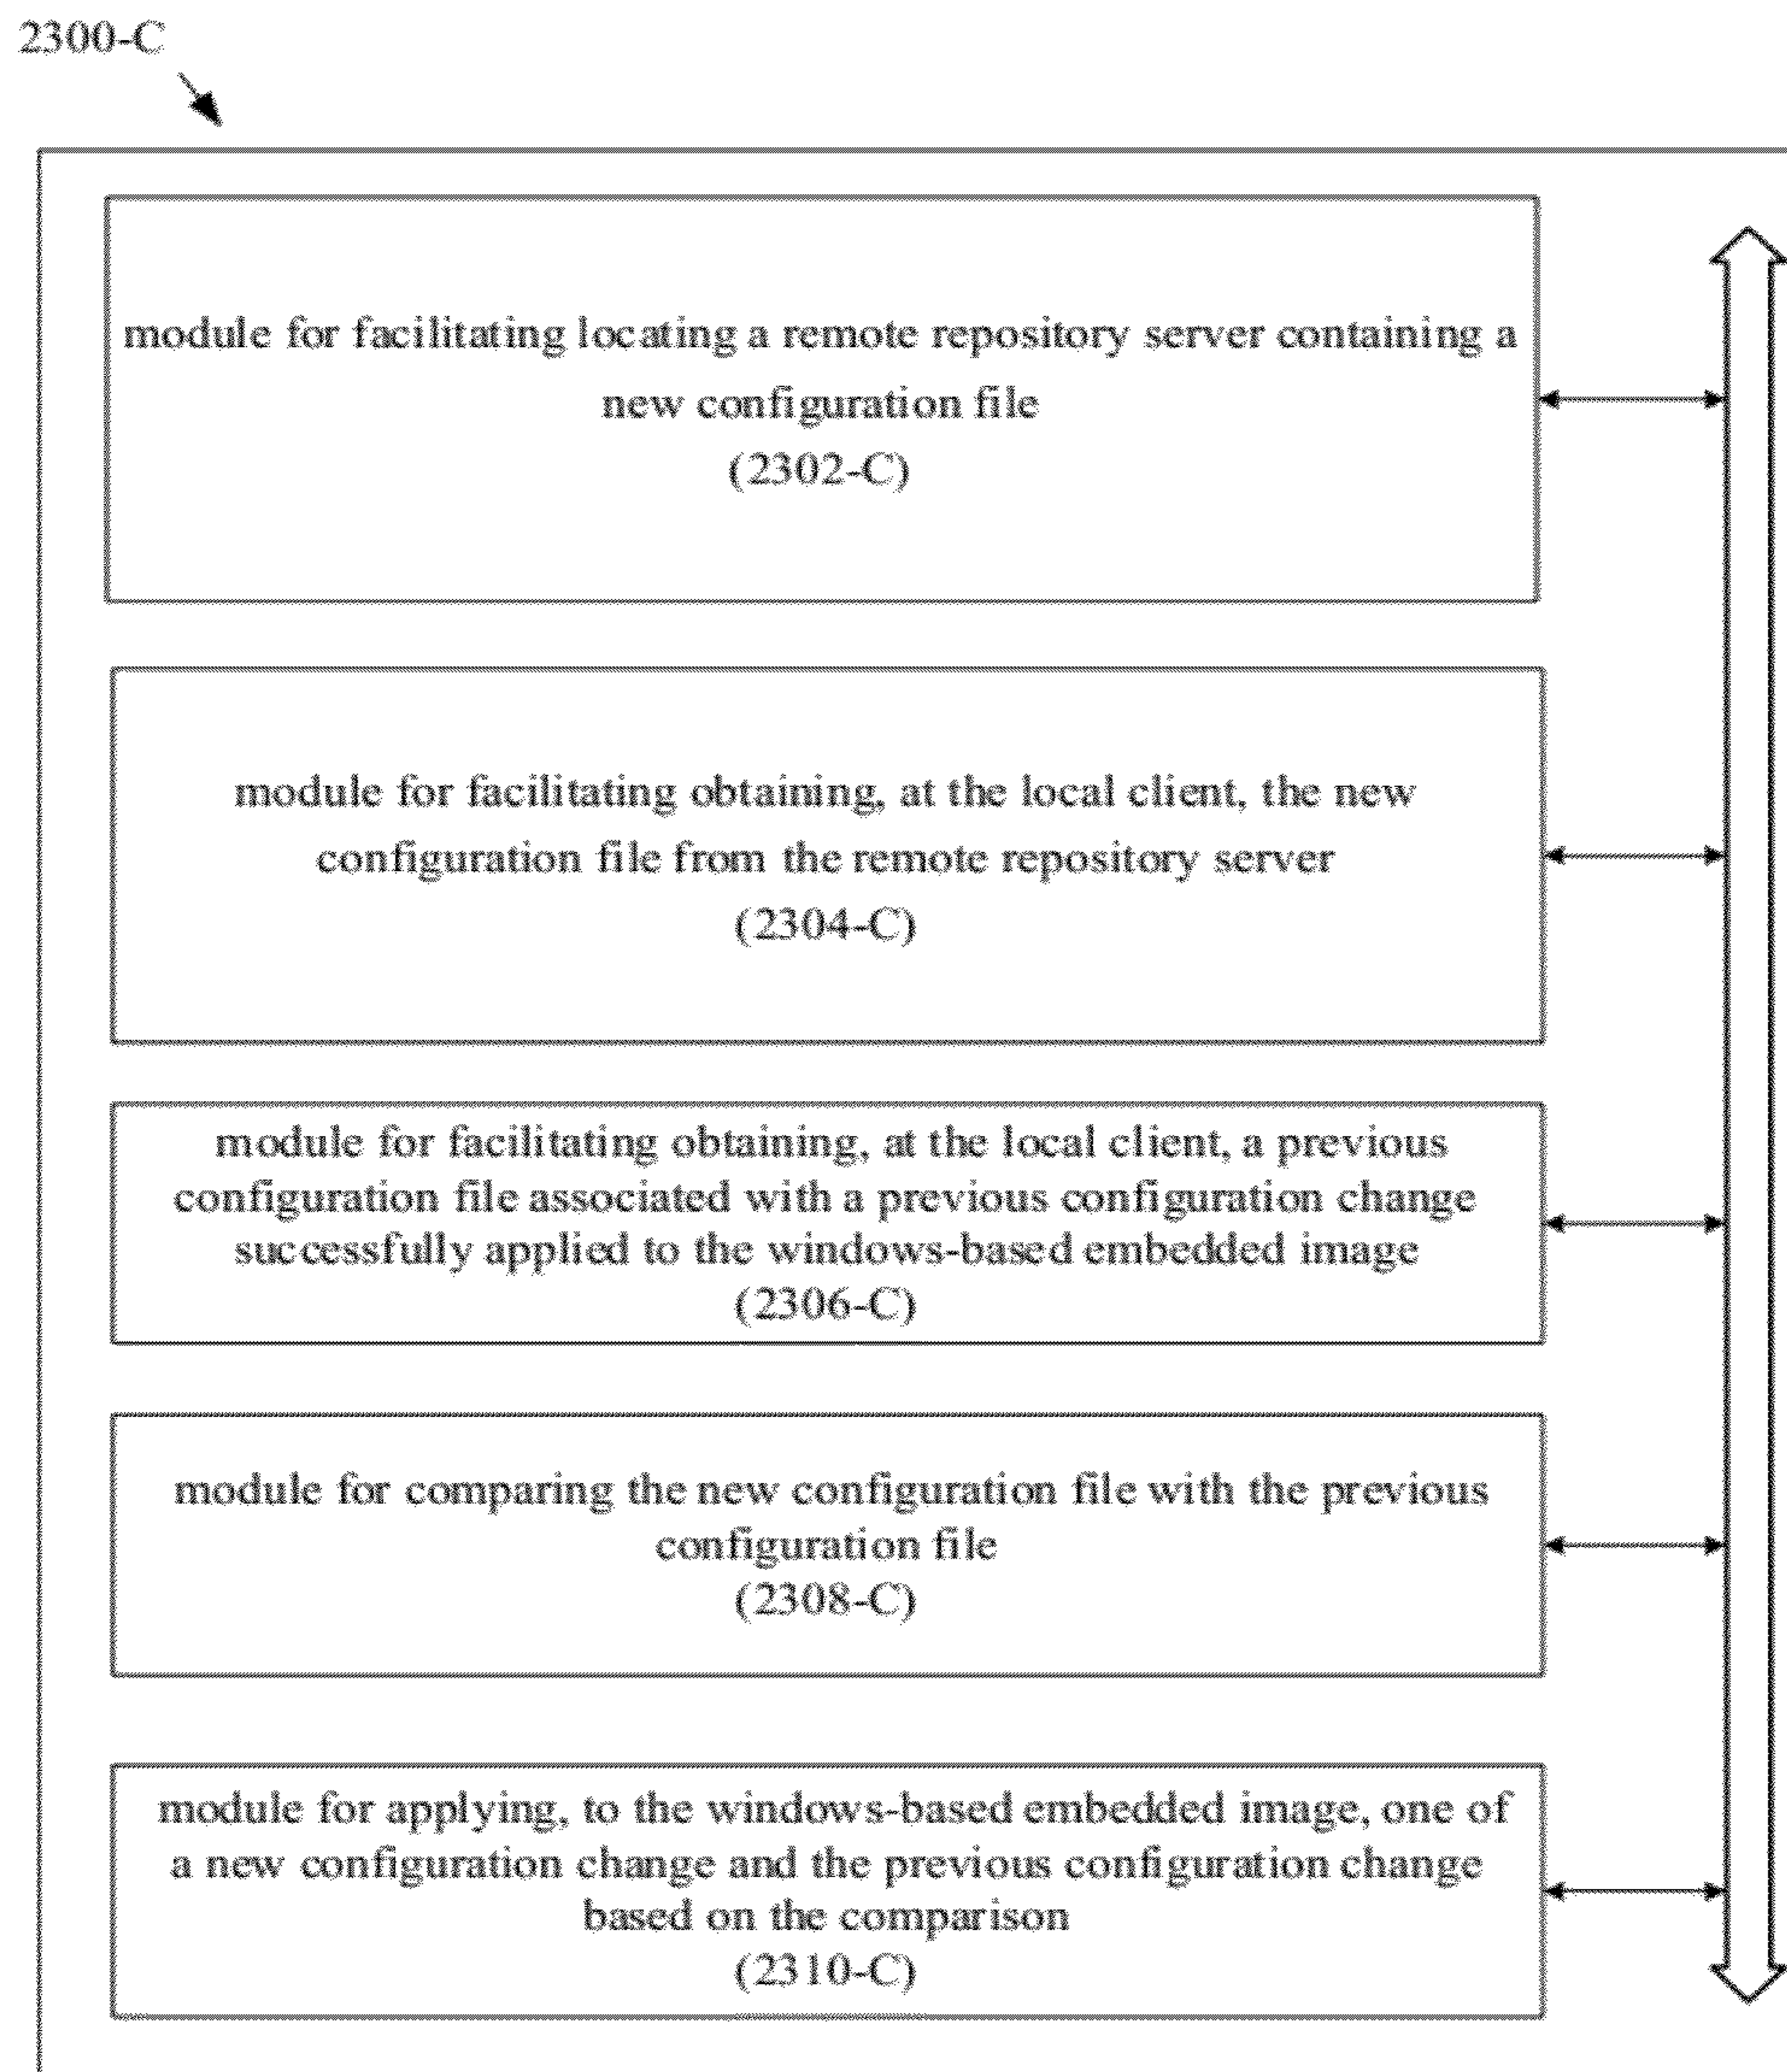 2300-C
module for facilitating locating a remote repository server containing a
new configuration file
(2302-C)
module for facilitating obtaining, at the local client, the new
configuration file from the remote repository server
(2304-C)
module for facilitating obtaining, at the local client, a previous
configuration file associated with a previous configuration change
successfully applied to the windows-based embedded image
(2306-C)
module for comparing the new configuration file with the previous
configuration file
(2308-C)
module for applying, to the windows-based embedded image, one of
a new configuration change and the previous configuration change
based on the comparison
(2310-C)